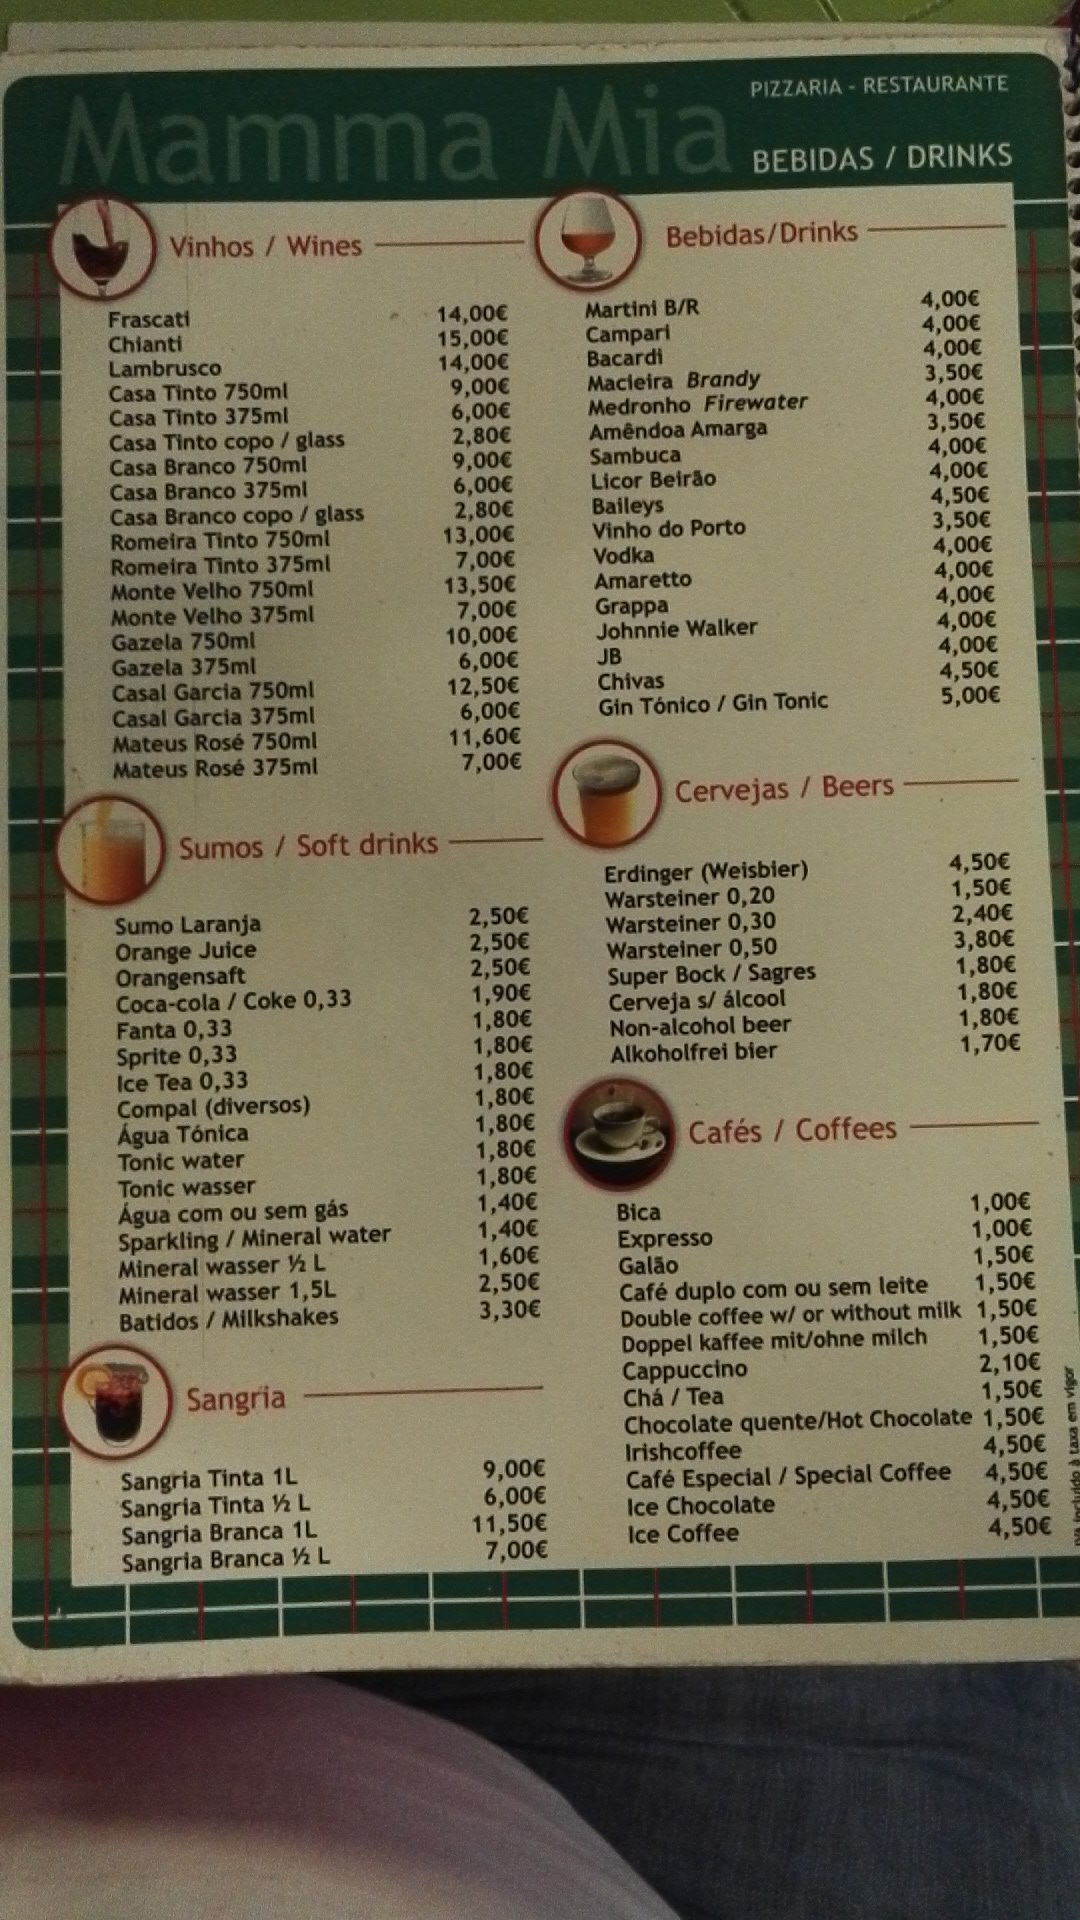 Mamma Mia
PIZZARIA - RESTAURANTE
BEBIDAS / DRINKS
Vinhos / Wines
Frascati 14,00€
Chianti 15,00€
Lambrusco 14,00€
Casa Tinto 750ml 9,00€
Casa Tinto 375ml 6,00€
Casa Tinto copo / glass 2,80€
Casa Branco 750ml 9,00€
Casa Branco 375ml 6,00€
Casa Branco copo / glass 2,80€
Romeira Tinto 750ml 13,00€
Romeira Tinto 375ml 7,00€
Monte Velho 750ml 13,50€
Monte Velho 375ml 7,00€
Gazela 750ml 10,00€
Gazela 375ml 6,00€
Casal Garcia 750ml 12,50€
Casal Garcia 375ml 6,00€
Mateus Rosé 750ml 11,60€
Mateus Rosé 375ml 7,00€
Sumos / Soft drinks
Sumo Laranja 2,50€
Orange Juice 2,50€
Orangensaft 2,50€
Coca-cola / Coke 0,33 1,90€
Fanta 0,33 1,80€
Sprite 0,33 1,80€
Ice Tea 0,33 1,80€
Compal (diversos) 1,80€
Água Tónica 1,80€
Tonic water 1,80€
Tonic wasser 1,80€
Água com ou sem gás 1,40€
Sparkling / Mineral water 1,40€
Mineral wasser ½ L 1,60€
Mineral wasser 1,5L 2,50€
Batidos / Milkshakes 3,30€
Sangria
Sangria Tinta 1L 9,00€
Sangria Tinta ½ L 6,00€
Sangria Branca 1L 11,50€
Sangria Branca ½ L 7,00€
Bebidas/Drinks
Martini B/R 4,00€
Campari 4,00€
Bacardi 4,00€
Macieira Brandy 3,50€
Medronho Firewater 4,00€
Amêndoa Amarga 3,50€
Sambuca 4,00€
Licor Beirão 4,00€
Baileys 4,50€
Vinho do Porto 3,50€
Vodka 4,00€
Amaretto 4,00€
Grappa 4,00€
Johnnie Walker 4,00€
JB 4,00€
Chivas 4,50€
Gin Tónico / Gin Tonic 5,00€
Cervejas / Beers
Erdinger (Weisbier) 4,50€
Warsteiner 0,20 1,50€
Warsteiner 0,30 2,40€
Warsteiner 0,50 3,80€
Super Bock / Sagres 1,80€
Cerveja s/ álcool 1,80€
Non-alcohol beer 1,80€
Alkoholfrei bier 1,70€
Cafés / Coffees
Bica 1,00€
Expresso 1,00€
Galão 1,50€
Café duplo com ou sem leite 1,50€
Double coffee w/ or without milk 1,50€
Doppel kaffee mit/ohne milch 1,50€
Cappuccino 2,10€
Chá / Tea 1,50€
Chocolate quente/Hot Chocolate 1,50€
Irishcoffee 4,50€
Café Especial / Special Coffee 4,50€
Ice Chocolate 4,50€
Ice Coffee 4,50€
IVA incluído à taxa em vigor